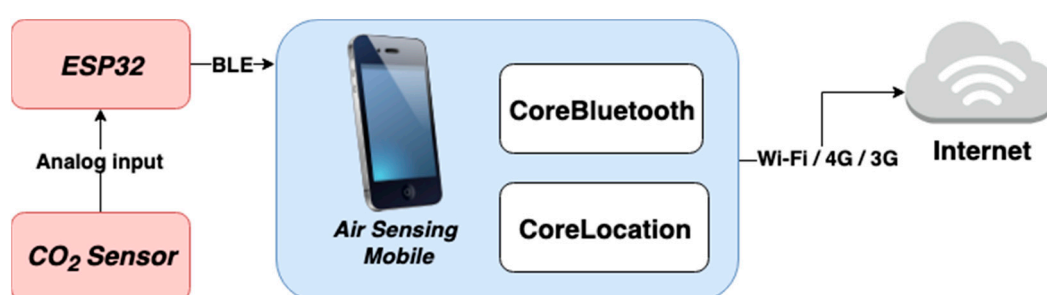 ESP32
BLE
Analog input
CO₂ Sensor
Air Sensing
Mobile
CoreBluetooth
CoreLocation
Wi-Fi / 4G / 3G
Internet